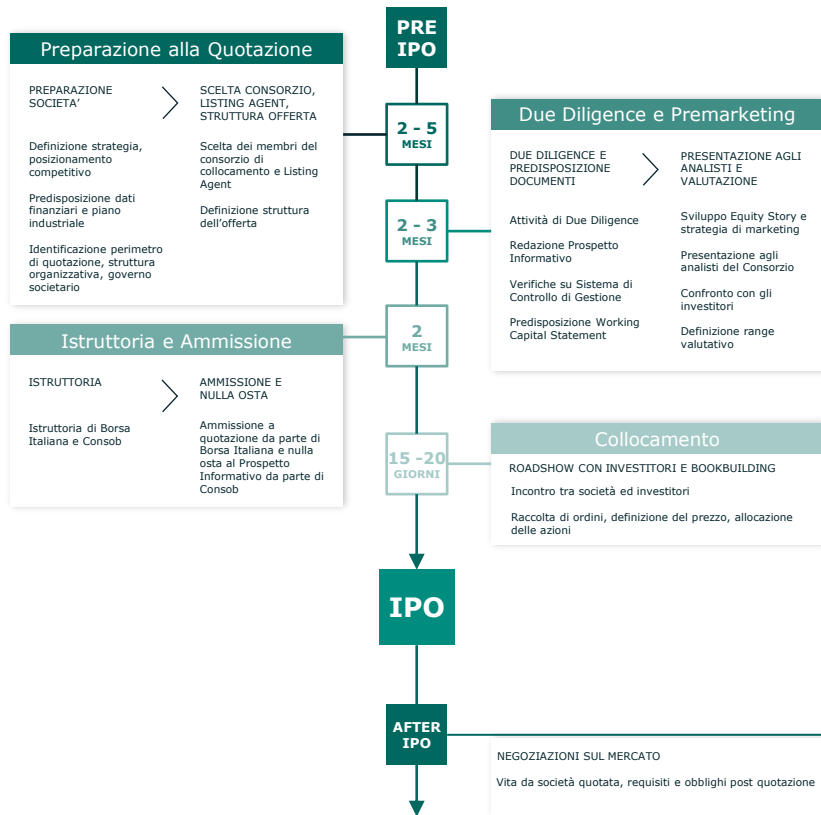 PRE
IPO
Preparazione alla Quotazione
PREPARAZIONE
SOCIETA’
Definizione strategia,
posizionamento
competitivo
Predisposizione dati
finanziari e piano
industriale
Identificazione perimetro
di quotazione, struttura
organizzativa, governo
societario
SCELTA CONSORZIO,
LISTING AGENT,
STRUTTURA OFFERTA
Scelta dei membri del
consorzio di
collocamento e Listing
Agent
Definizione struttura
dell’offerta
2 - 5
MESI
Due Diligence e Premarketing
DUE DILIGENCE E
PREDISPOSIZIONE
DOCUMENTI
Attività di Due Diligence
Redazione Prospetto
Informativo
Verifiche su Sistema di
Controllo di Gestione
Predisposizione Working
Capital Statement
PRESENTAZIONE AGLI
ANALISTI E
VALUTAZIONE
Sviluppo Equity Story e
strategia di marketing
Presentazione agli
analisti del Consorzio
Confronto con gli
investitori
Definizione range
valutativo
2 - 3
MESI
Istruttoria e Ammissione
ISTRUTTORIA
Istruttoria di Borsa
Italiana e Consob
AMMISSIONE E
NULLA OSTA
Ammissione a
quotazione da parte di
Borsa Italiana e nulla
osta al Prospetto
Informativo da parte di
Consob
2
MESI
15 -20
GIORNI
Collocamento
ROADSHOW CON INVESTITORI E BOOKBUILDING
Incontro tra società ed investitori
Raccolta di ordini, definizione del prezzo, allocazione
delle azioni
IPO
AFTER
IPO
NEGOZIAZIONI SUL MERCATO
Vita da società quotata, requisiti e obblighi post quotazione